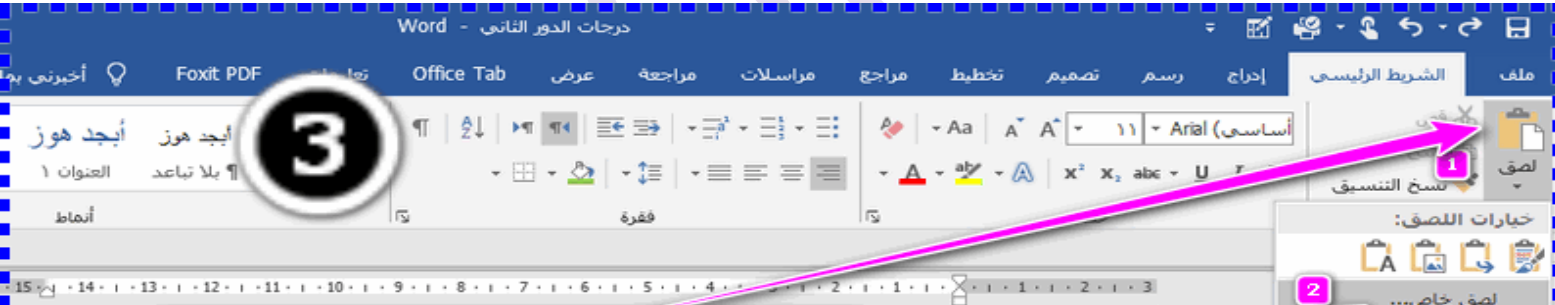 درجات الدور الثاني - Word
ملف الشريط الرئيسي إدراج رسم تصميم تخطيط مراجع مراسلات مراجعة عرض Office Tab Foxit PDF أخبرني بما
أساسي) Arial ١١ Aa
لصق
نسخ التنسيق
أبجد هوز أبجد هوز
¶ بلا تباعد العنوان ١
فقرة أنماط
خيارات اللصق:
لصق خاص...
15 14 13 12 11 10 9 8 7 6 5 4 3 2 1 1 2 3
1
2
3